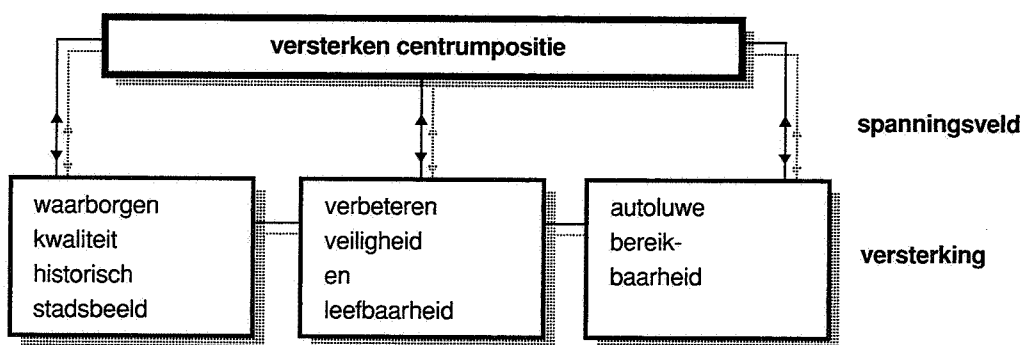 versterken centrumpositie
spanningsveld
waarborgen
kwaliteit
historisch
stadsbeeld
verbeteren
veiligheid
en
leefbaarheid
autoluwe
bereik-
baarheid
versterking